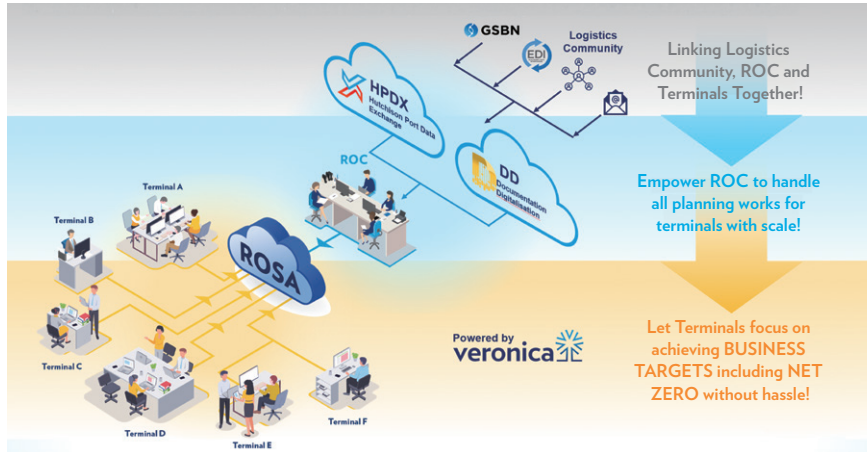 GSBN
EDI
Logistics
Community
HPDX
Hutchison Port Data
Exchange
ROC
DD
Documentation
Digitalisation
Linking Logistics
Community, ROC and
Terminals Together!
Empower ROC to handle
all planning works for
terminals with scale!
Let Terminals focus on
achieving BUSINESS
TARGETS including NET
ZERO without hassle!
Terminal A
Terminal B
ROSA
Terminal C
Terminal D
Terminal E
Terminal F
Powered by
veronica